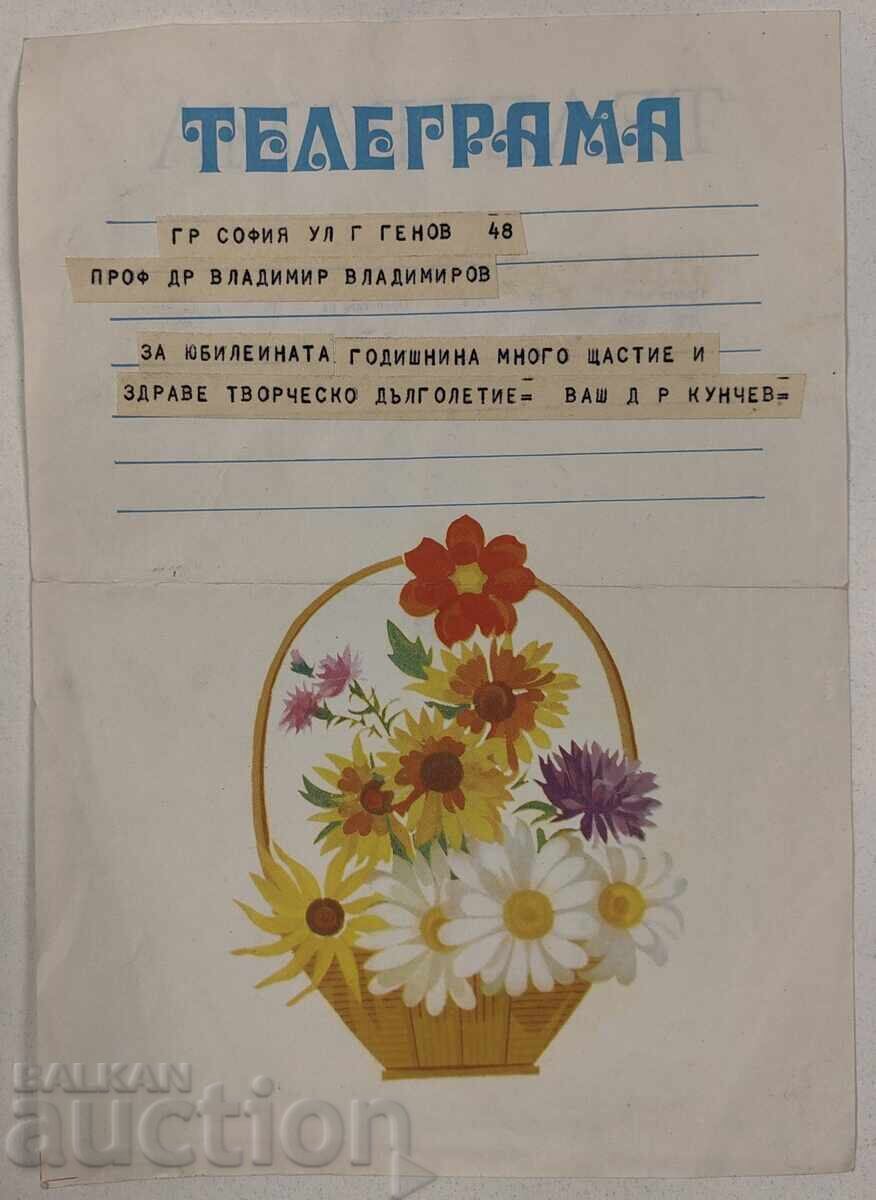 ТЕЛЕГРАМА
ГР СОФИЯ УЛ Г ГЕНОВ 48
ПРОФ ДР ВЛАДИМИР ВЛАДИМИРОВ
ЗА ЮБИЛЕИНАТА ГОДИШНИНА МНОГО ЩАСТИЕ И
ЗДРАВЕ ТВОРЧЕСКО ДЪЛГОЛЕТИЕ= ВАШ Д Р КУНЧЕВ=
BALKAN
auction